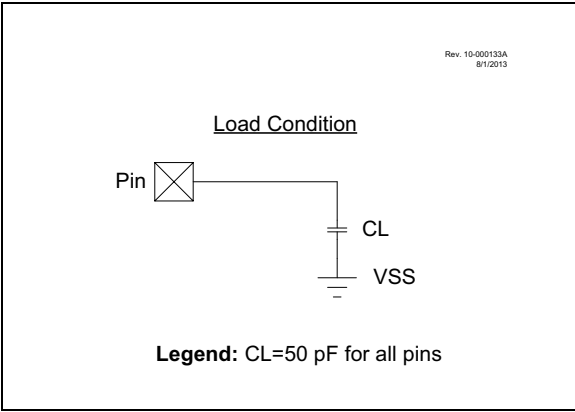 Rev. 10-000133A
8/1/2013
Load Condition
Pin
CL
VSS
Legend: CL=50 pF for all pins